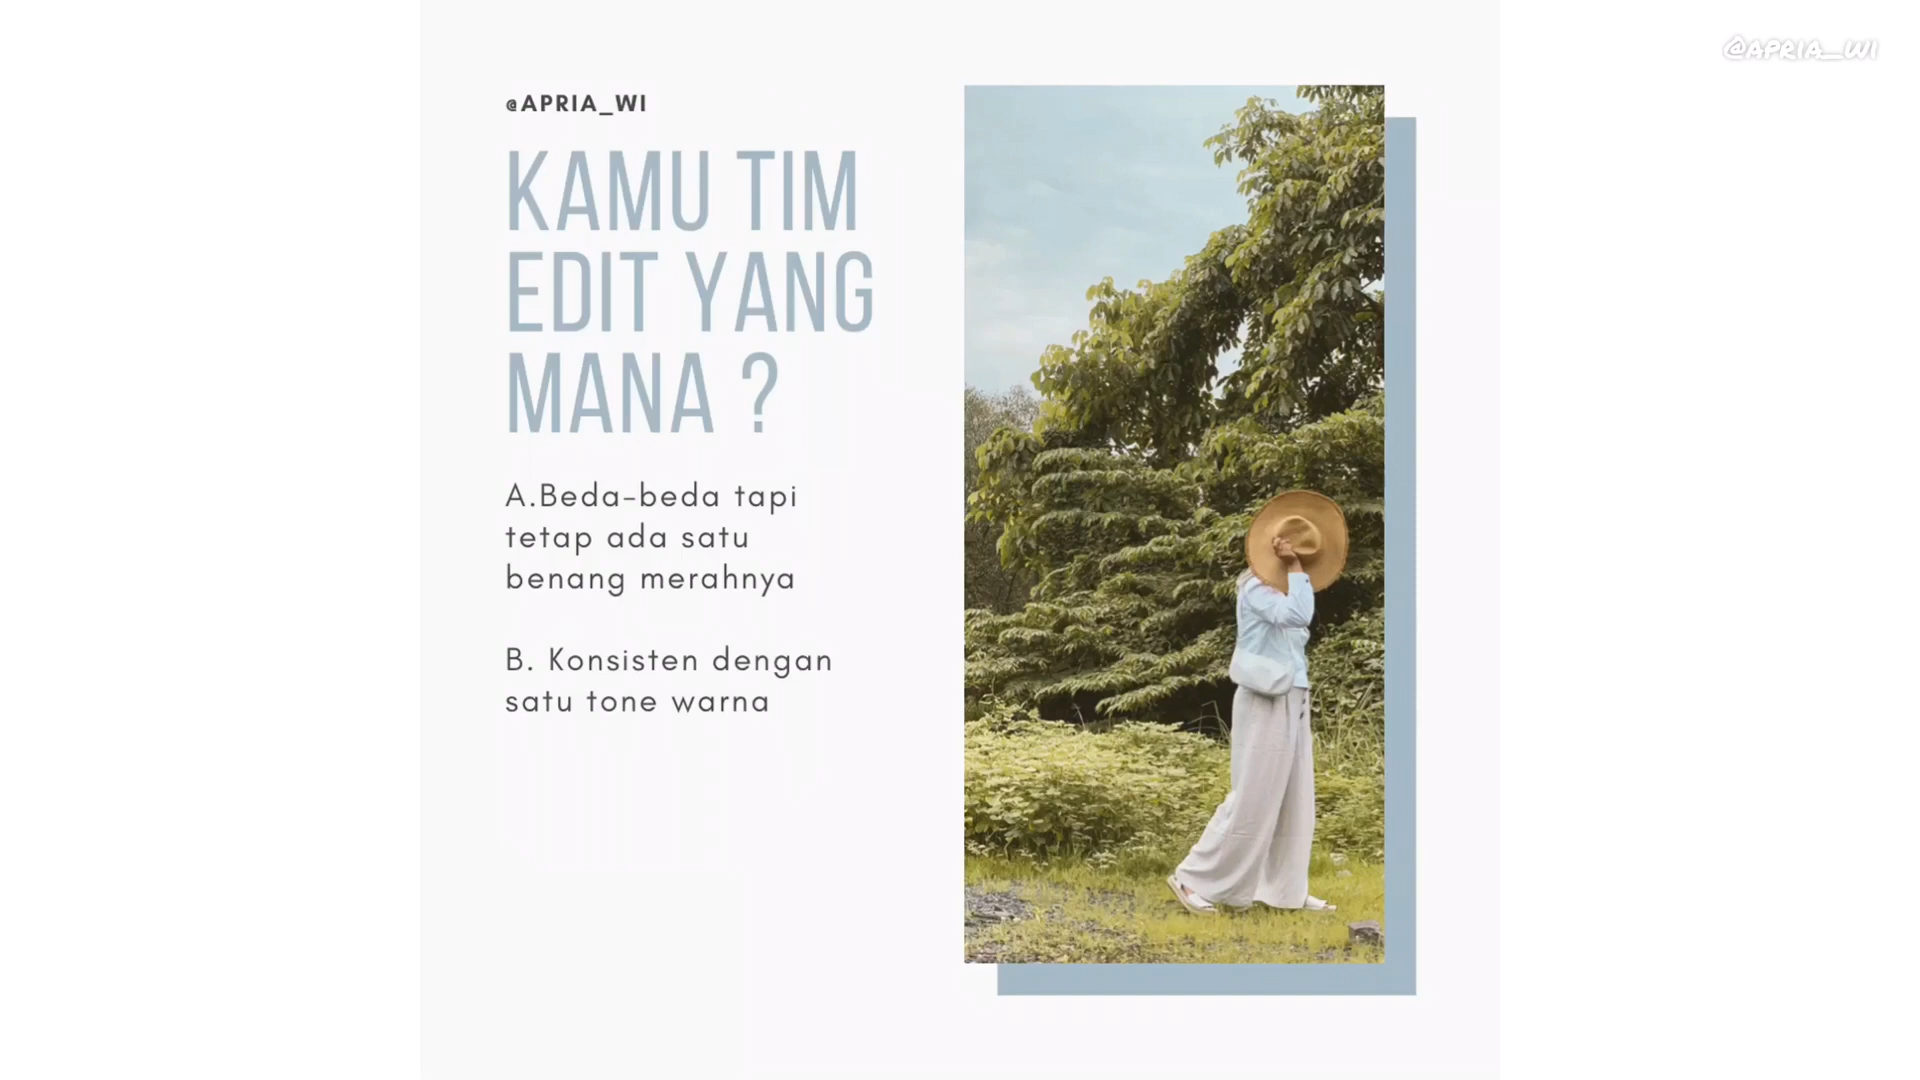 @APRIA_WI
@APRIA_WI
KAMU TIM
EDIT YANG
MANA ?
A.Beda-beda tapi
tetap ada satu
benang merahnya
B. Konsisten dengan
satu tone warna